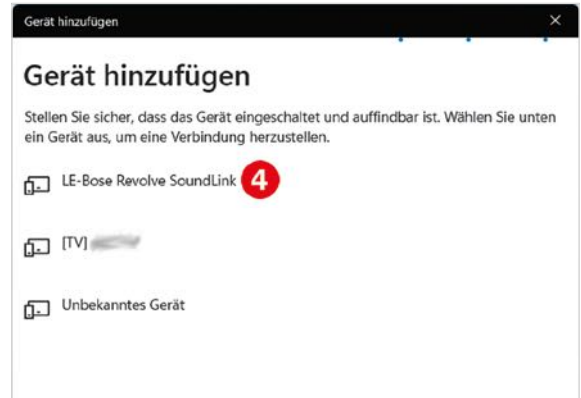 Gerät hinzufügen
Gerät hinzufügen
Stellen Sie sicher, dass das Gerät eingeschaltet und auffindbar ist. Wählen Sie unten
ein Gerät aus, um eine Verbindung herzustellen.
LE-Bose Revolve SoundLink 4
[TV]
Unbekanntes Gerät